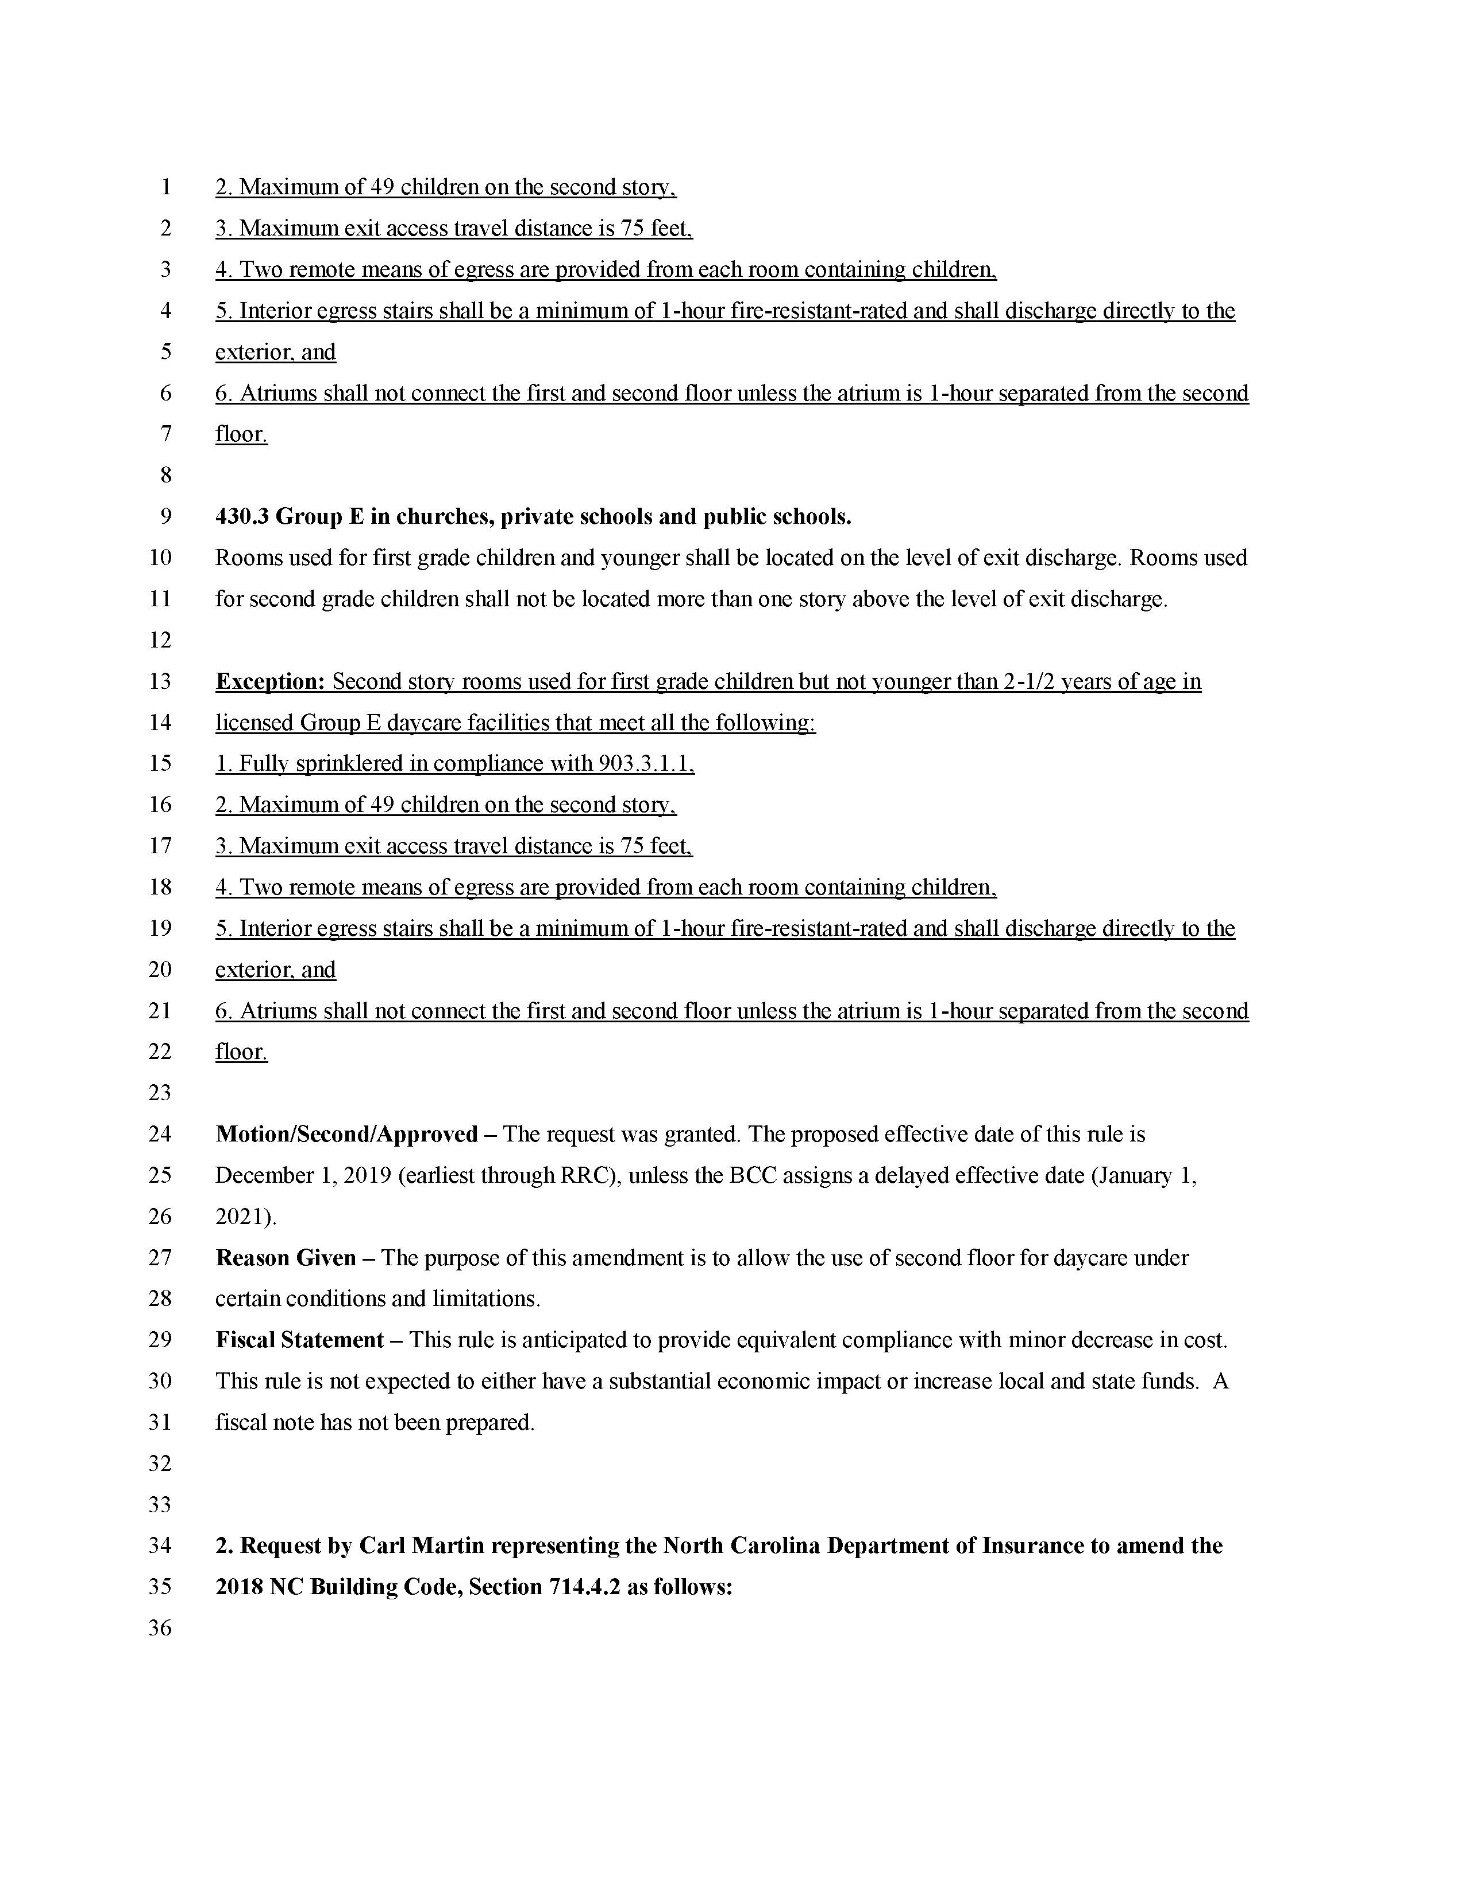 1 2. Maximum of 49 children on the second story,
2 3. Maximum exit access travel distance is 75 feet,
3 4. Two remote means of egress are provided from each room containing children,
4 5. Interior egress stairs shall be a minimum of 1-hour fire-resistant-rated and shall discharge directly to the
5 exterior, and
6 6. Atriums shall not connect the first and second floor unless the atrium is 1-hour separated from the second
7 floor.
8
9 430.3 Group E in churches, private schools and public schools.
10 Rooms used for first grade children and younger shall be located on the level of exit discharge. Rooms used
11 for second grade children shall not be located more than one story above the level of exit discharge.
12
13 Exception: Second story rooms used for first grade children but not younger than 2-1/2 years of age in
14 licensed Group E daycare facilities that meet all the following:
15 1. Fully sprinklered in compliance with 903.3.1.1,
16 2. Maximum of 49 children on the second story,
17 3. Maximum exit access travel distance is 75 feet,
18 4. Two remote means of egress are provided from each room containing children,
19 5. Interior egress stairs shall be a minimum of 1-hour fire-resistant-rated and shall discharge directly to the
20 exterior, and
21 6. Atriums shall not connect the first and second floor unless the atrium is 1-hour separated from the second
22 floor.
23
24 Motion/Second/Approved – The request was granted. The proposed effective date of this rule is
25 December 1, 2019 (earliest through RRC), unless the BCC assigns a delayed effective date (January 1,
26 2021).
27 Reason Given – The purpose of this amendment is to allow the use of second floor for daycare under
28 certain conditions and limitations.
29 Fiscal Statement – This rule is anticipated to provide equivalent compliance with minor decrease in cost.
30 This rule is not expected to either have a substantial economic impact or increase local and state funds.  A
31 fiscal note has not been prepared.
32
33
34 2. Request by Carl Martin representing the North Carolina Department of Insurance to amend the
35 2018 NC Building Code, Section 714.4.2 as follows:
36